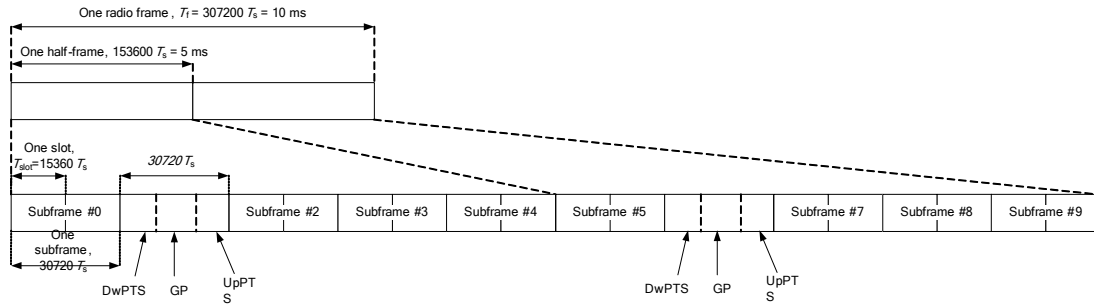 One radio frame, Tf = 307200 Ts = 10 ms
One half-frame, 153600 Ts = 5 ms
One slot,
Tslot=15360 Ts
30720 Ts
Subframe #0
Subframe #2
Subframe #3
Subframe #4
Subframe #5
Subframe #7
Subframe #8
Subframe #9
One
subframe,
30720 Ts
DwPTS
GP
UpPT
S
DwPTS
GP
UpPT
S